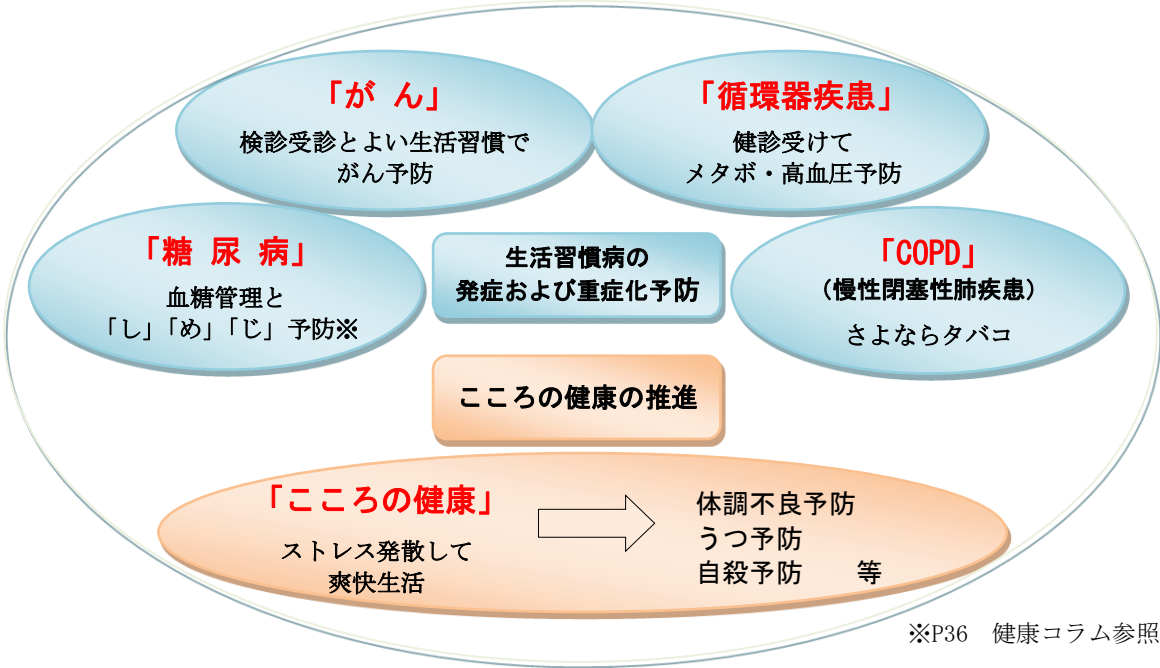 「が ん」
検診受診とよい生活習慣で
がん予防
「循環器疾患」
健診受けて
メタボ・高血圧予防
「糖 尿 病」
血糖管理と
「し」「め」「じ」予防※
生活習慣病の
発症および重症化予防
「COPD」
（慢性閉塞性肺疾患）
さよならタバコ
こころの健康の推進
「こころの健康」
ストレス発散して
爽快生活
体調不良予防
うつ予防
自殺予防　　等
※P36　健康コラム参照